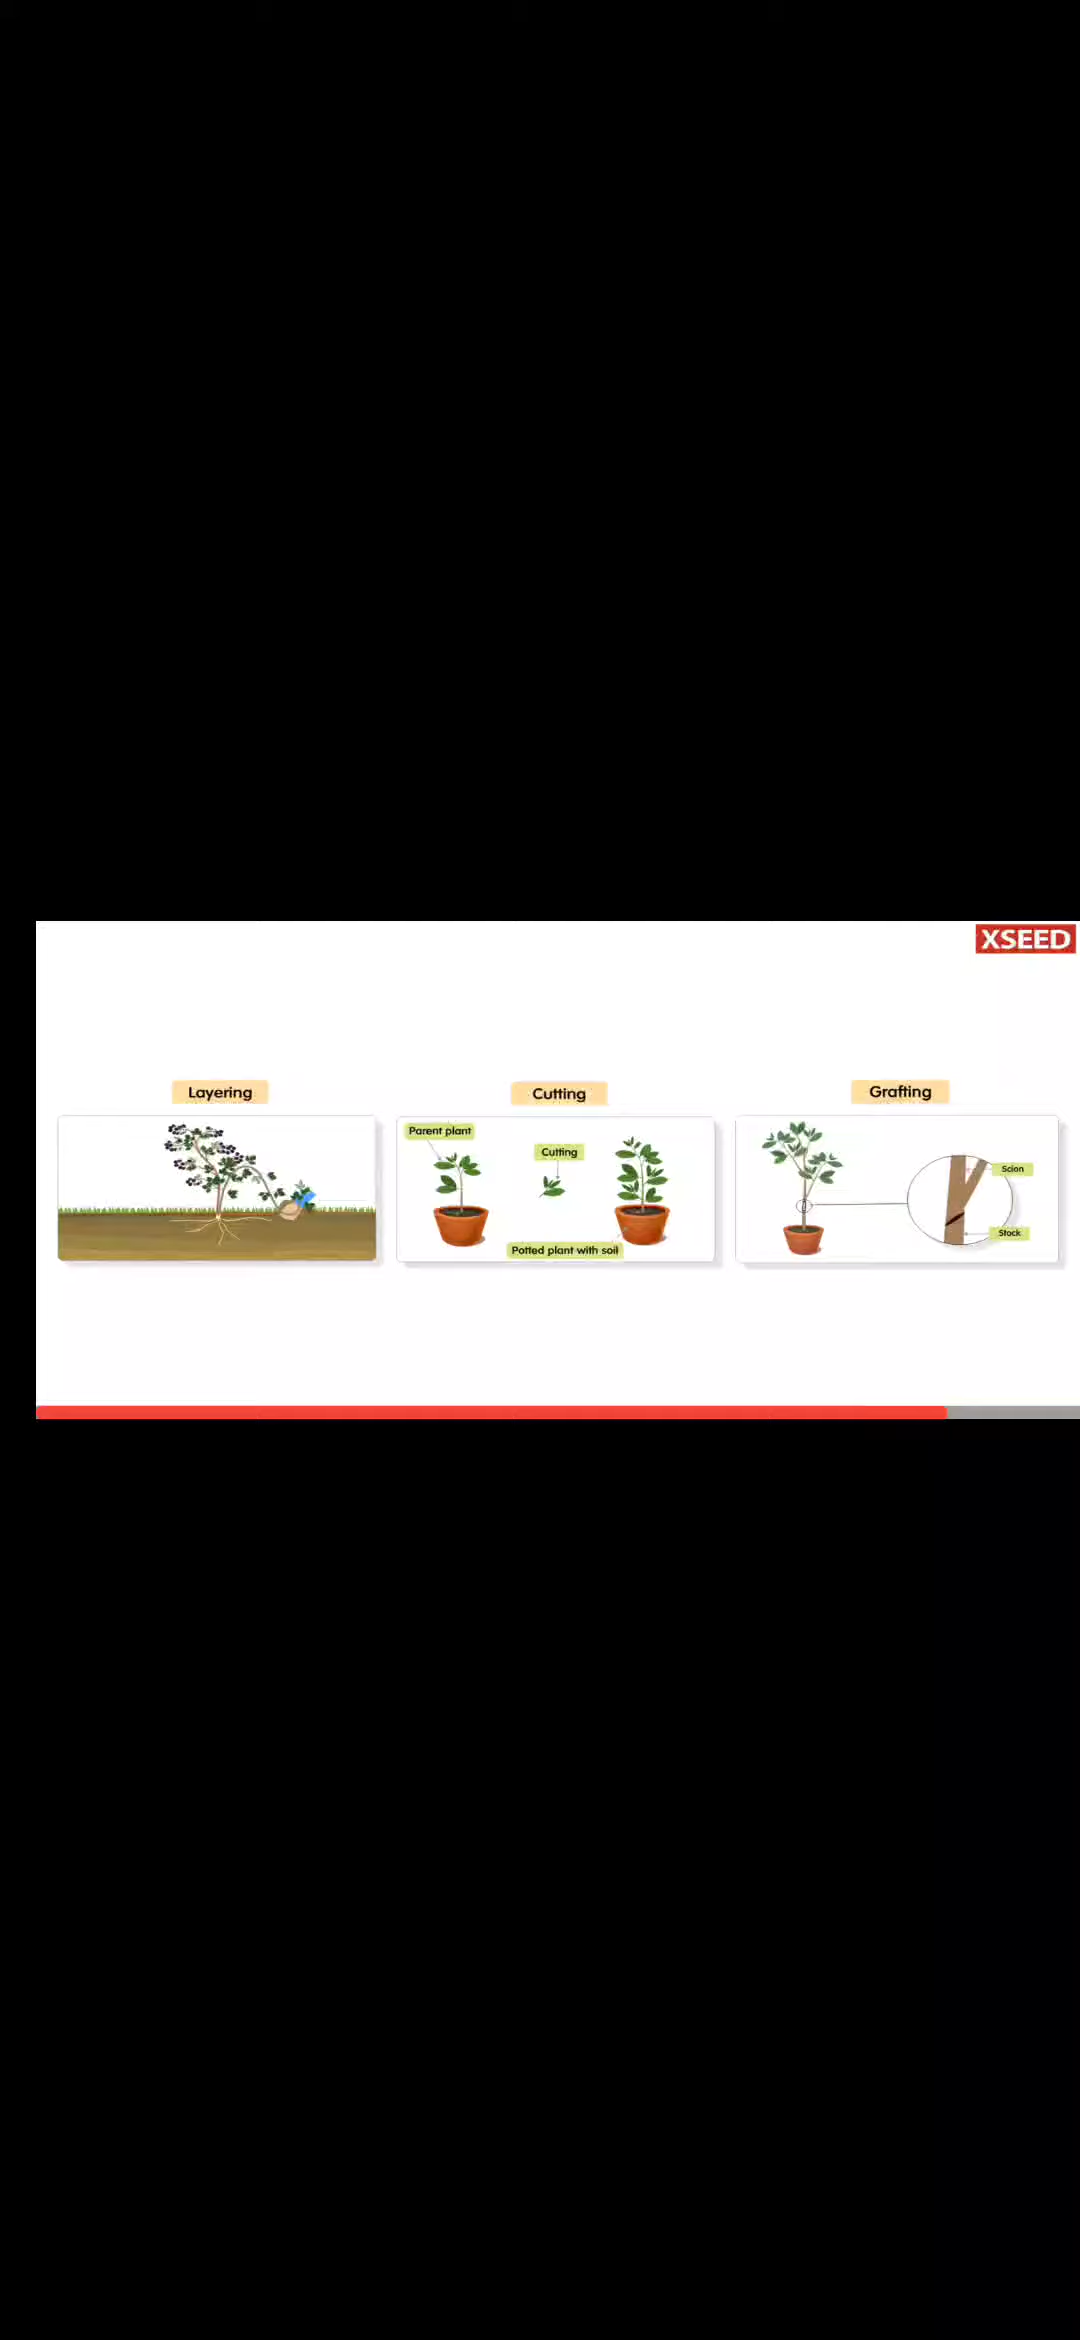 XSEED
Layering
Cutting
Grafting
Parent plant
Cutting
Potted plant with soil
Scion
Stock